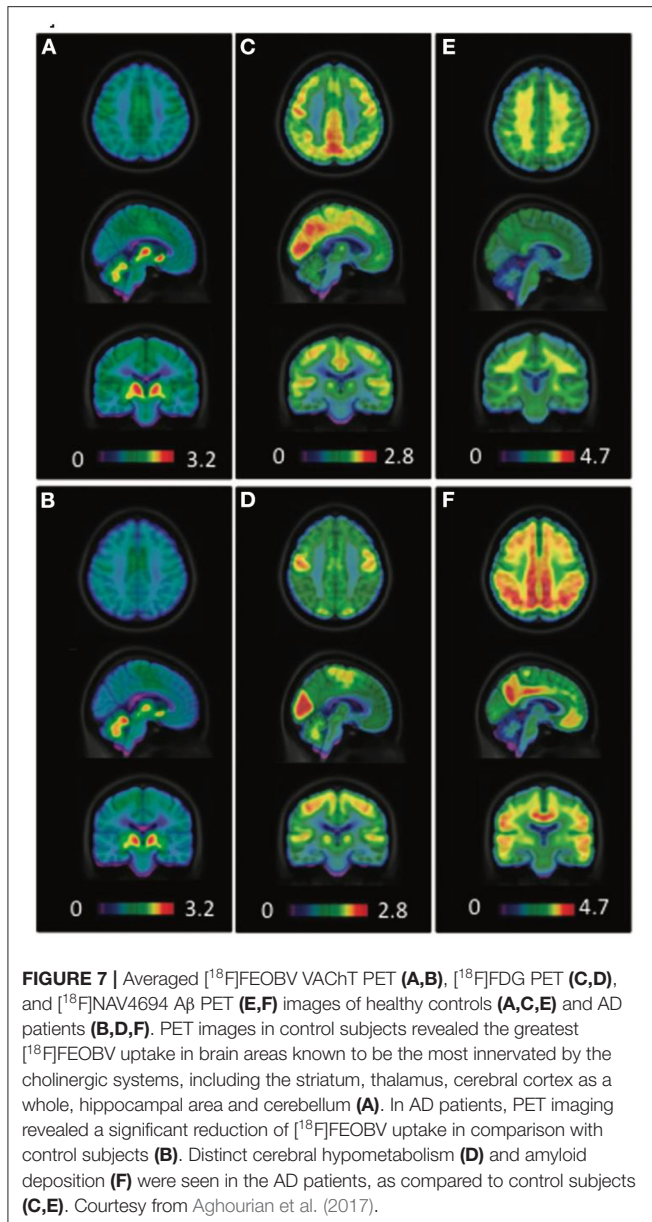 A
C
E
0 3.2
0 2.8
0 4.7
B
D
F
0 3.2
0 2.8
0 4.7
FIGURE 7 | Averaged [18F]FEOBV VAChT PET (A,B), [18F]FDG PET (C,D),
and [18F]NAV4694 Aβ PET (E,F) images of healthy controls (A,C,E) and AD
patients (B,D,F). PET images in control subjects revealed the greatest
[18F]FEOBV uptake in brain areas known to be the most innervated by the
cholinergic systems, including the striatum, thalamus, cerebral cortex as a
whole, hippocampal area and cerebellum (A). In AD patients, PET imaging
revealed a significant reduction of [18F]FEOBV uptake in comparison with
control subjects (B). Distinct cerebral hypometabolism (D) and amyloid
deposition (F) were seen in the AD patients, as compared to control subjects
(C,E). Courtesy from Aghourian et al. (2017).